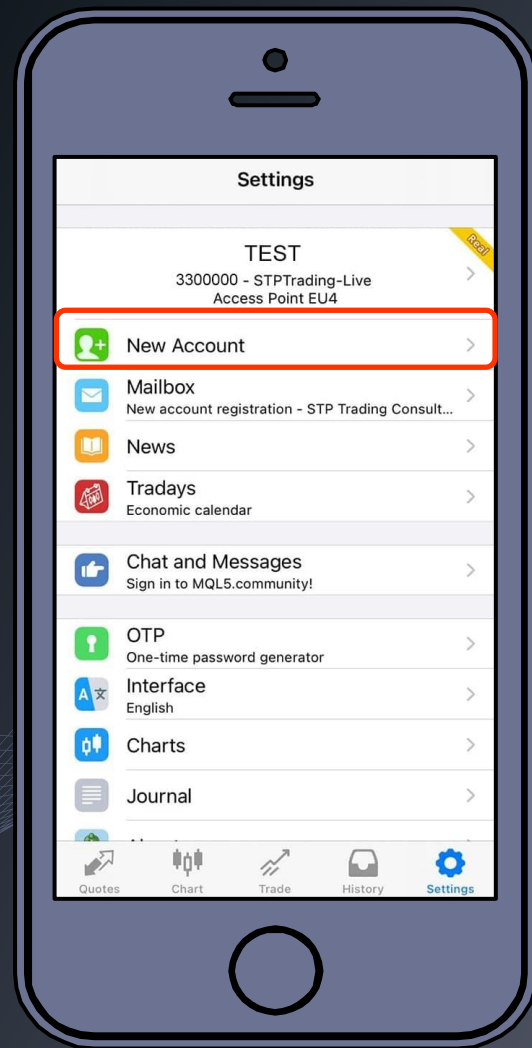 Settings
TEST
Real
3300000 - STPTrading-Live
Access Point EU4
New Account
Mailbox
New account registration - STP Trading Consult...
News
Tradays
Economic calendar
Chat and Messages
Sign in to MQL5.community!
OTP
One-time password generator
Interface
English
Charts
Journal
Quotes
Chart
Trade
History
Settings